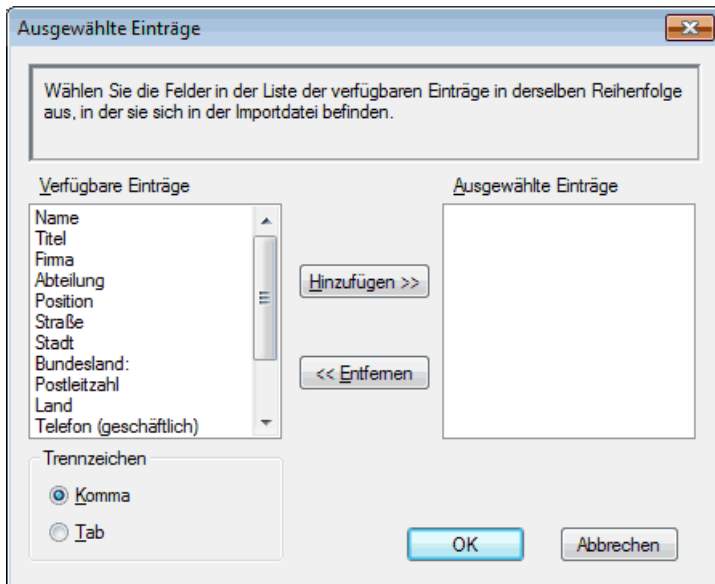 Ausgewählte Einträge
Wählen Sie die Felder in der Liste der verfügbaren Einträge in derselben Reihenfolge
aus, in der sie sich in der Importdatei befinden.
Verfügbare Einträge
Name
Titel
Firma
Abteilung
Position
Straße
Stadt
Bundesland:
Postleitzahl
Land
Telefon (geschäftlich)
Hinzufügen >>
<< Entfernen
Ausgewählte Einträge
Trennzeichen
Komma
Tab
OK
Abbrechen